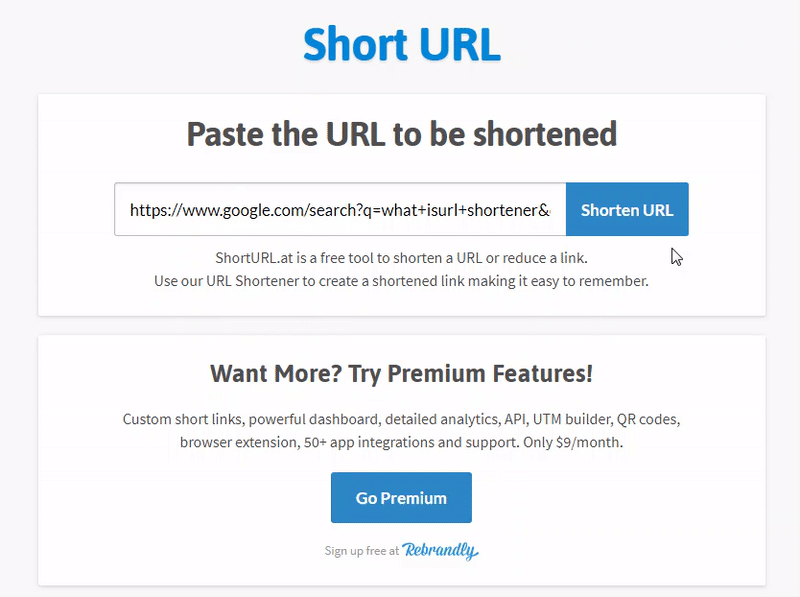 Short URL
Paste the URL to be shortened
https://www.google.com/search?q=what+isurl+shortener&
Shorten URL
ShortURL.at is a free tool to shorten a URL or reduce a link.
Use our URL Shortener to create a shortened link making it easy to remember.
Want More? Try Premium Features!
Custom short links, powerful dashboard, detailed analytics, API, UTM builder, QR codes,
browser extension, 50+ app integrations and support. Only $9/month.
Go Premium
Sign up free at Rebrandly